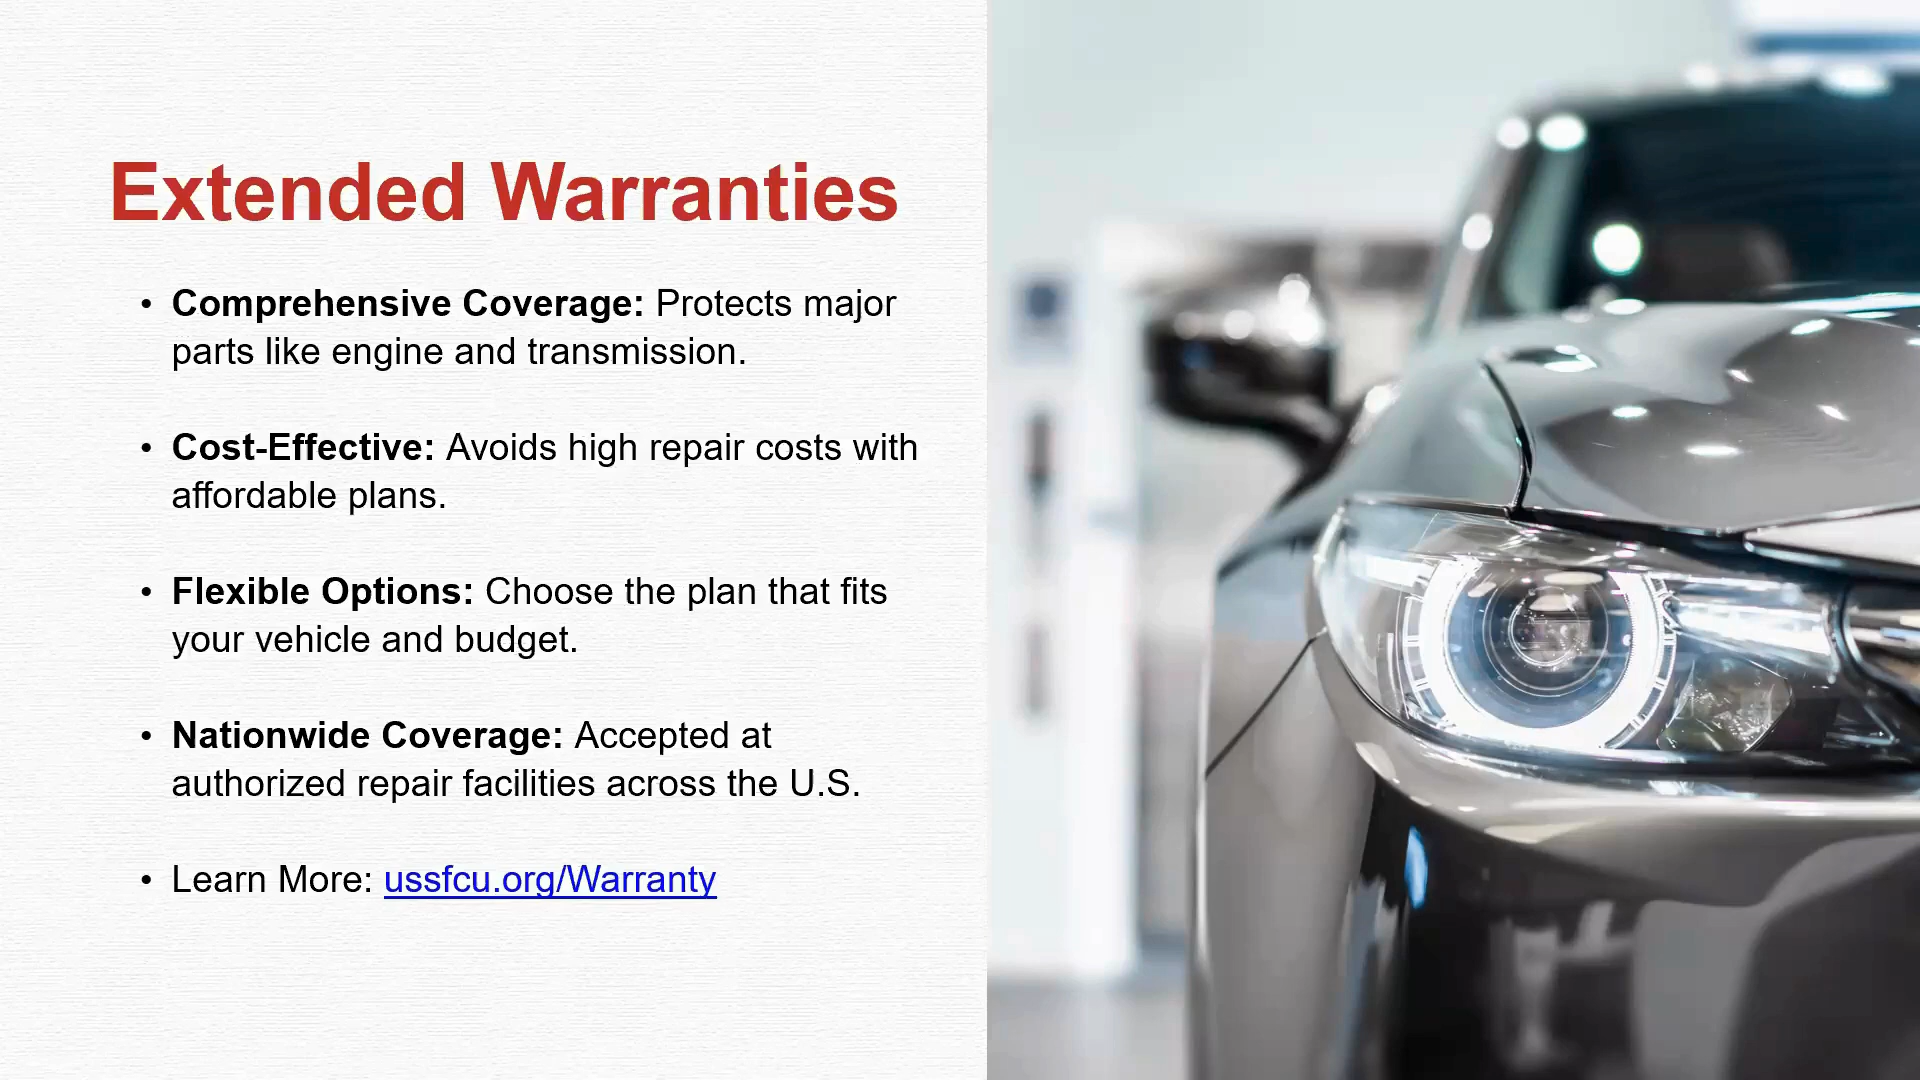 Extended Warranties
• Comprehensive Coverage: Protects major
parts like engine and transmission.
• Cost-Effective: Avoids high repair costs with
affordable plans.
• Flexible Options: Choose the plan that fits
your vehicle and budget.
• Nationwide Coverage: Accepted at
authorized repair facilities across the U.S.
• Learn More: ussfcu.org/Warranty